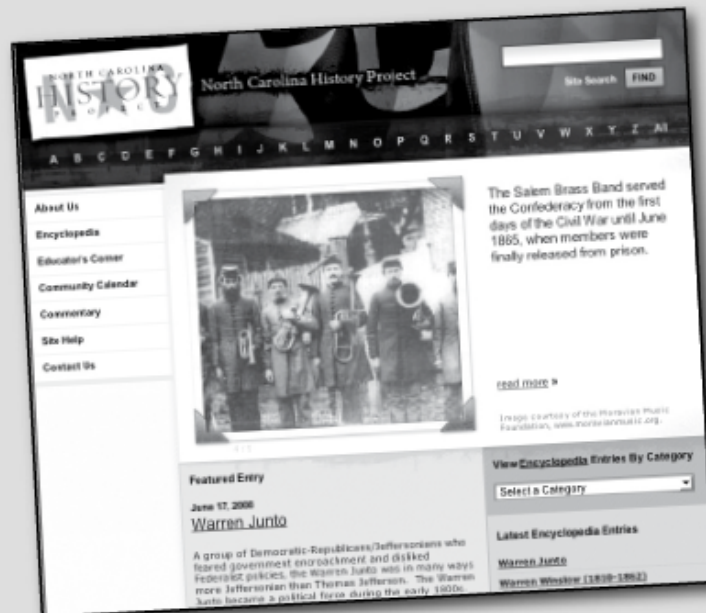 NORTH CAROLINA
HISTORY
PROJECT
North Carolina History Project
Site Search FIND
A B C D E F G H I J K L M N O P Q R S T U V W X Y Z All
About Us
Encyclopedia
Educator's Corner
Community Calendar
Commentary
Site Help
Contact Us
The Salem Brass Band served
the Confederacy from the first
days of the Civil War until June
1865, when members were
finally released from prison.
read more »
Image courtesy of the Moravian Music
Foundation, www.moravianmusic.org.
Featured Entry
June 17, 2008
Warren Junto
A group of Democratic-Republicans/Jeffersonians who
feared government encroachment and disliked
Federalist policies, the Warren Junto was in many ways
more Jeffersonian than Thomas Jefferson. The Warren
Junto became a political force during the early 1800s.
View Encyclopedia Entries By Category
Select a Category
Latest Encyclopedia Entries
Warren Junto
Warren Winslow (1810-1862)